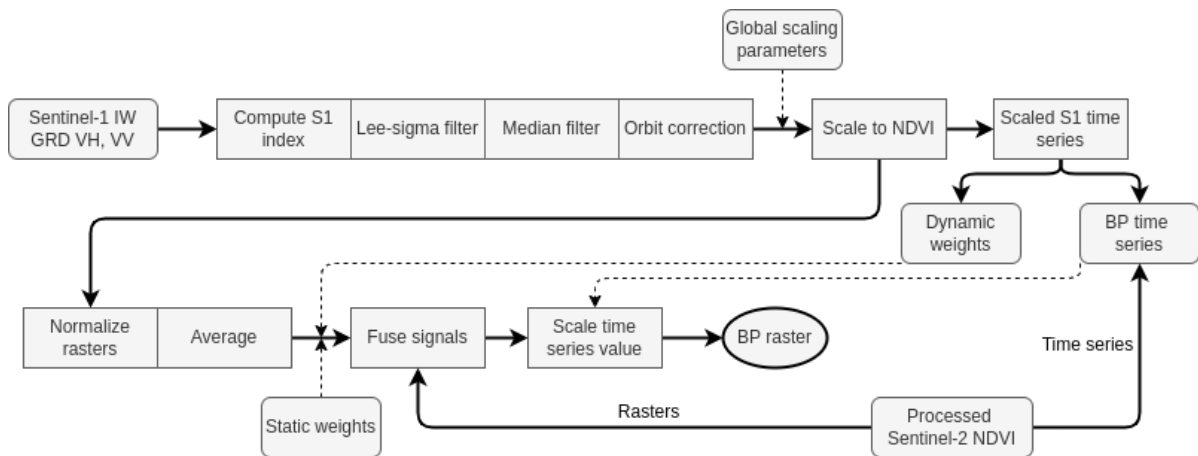 Global scaling
parameters
Sentinel-1 IW
GRD VH, VV
Compute S1
index
Lee-sigma filter
Median filter
Orbit correction
Scale to NDVI
Scaled S1 time
series
Dynamic
weights
BP time
series
Normalize
rasters
Average
Fuse signals
Scale time
series value
BP raster
Time series
Static weights
Rasters
Processed
Sentinel-2 NDVI